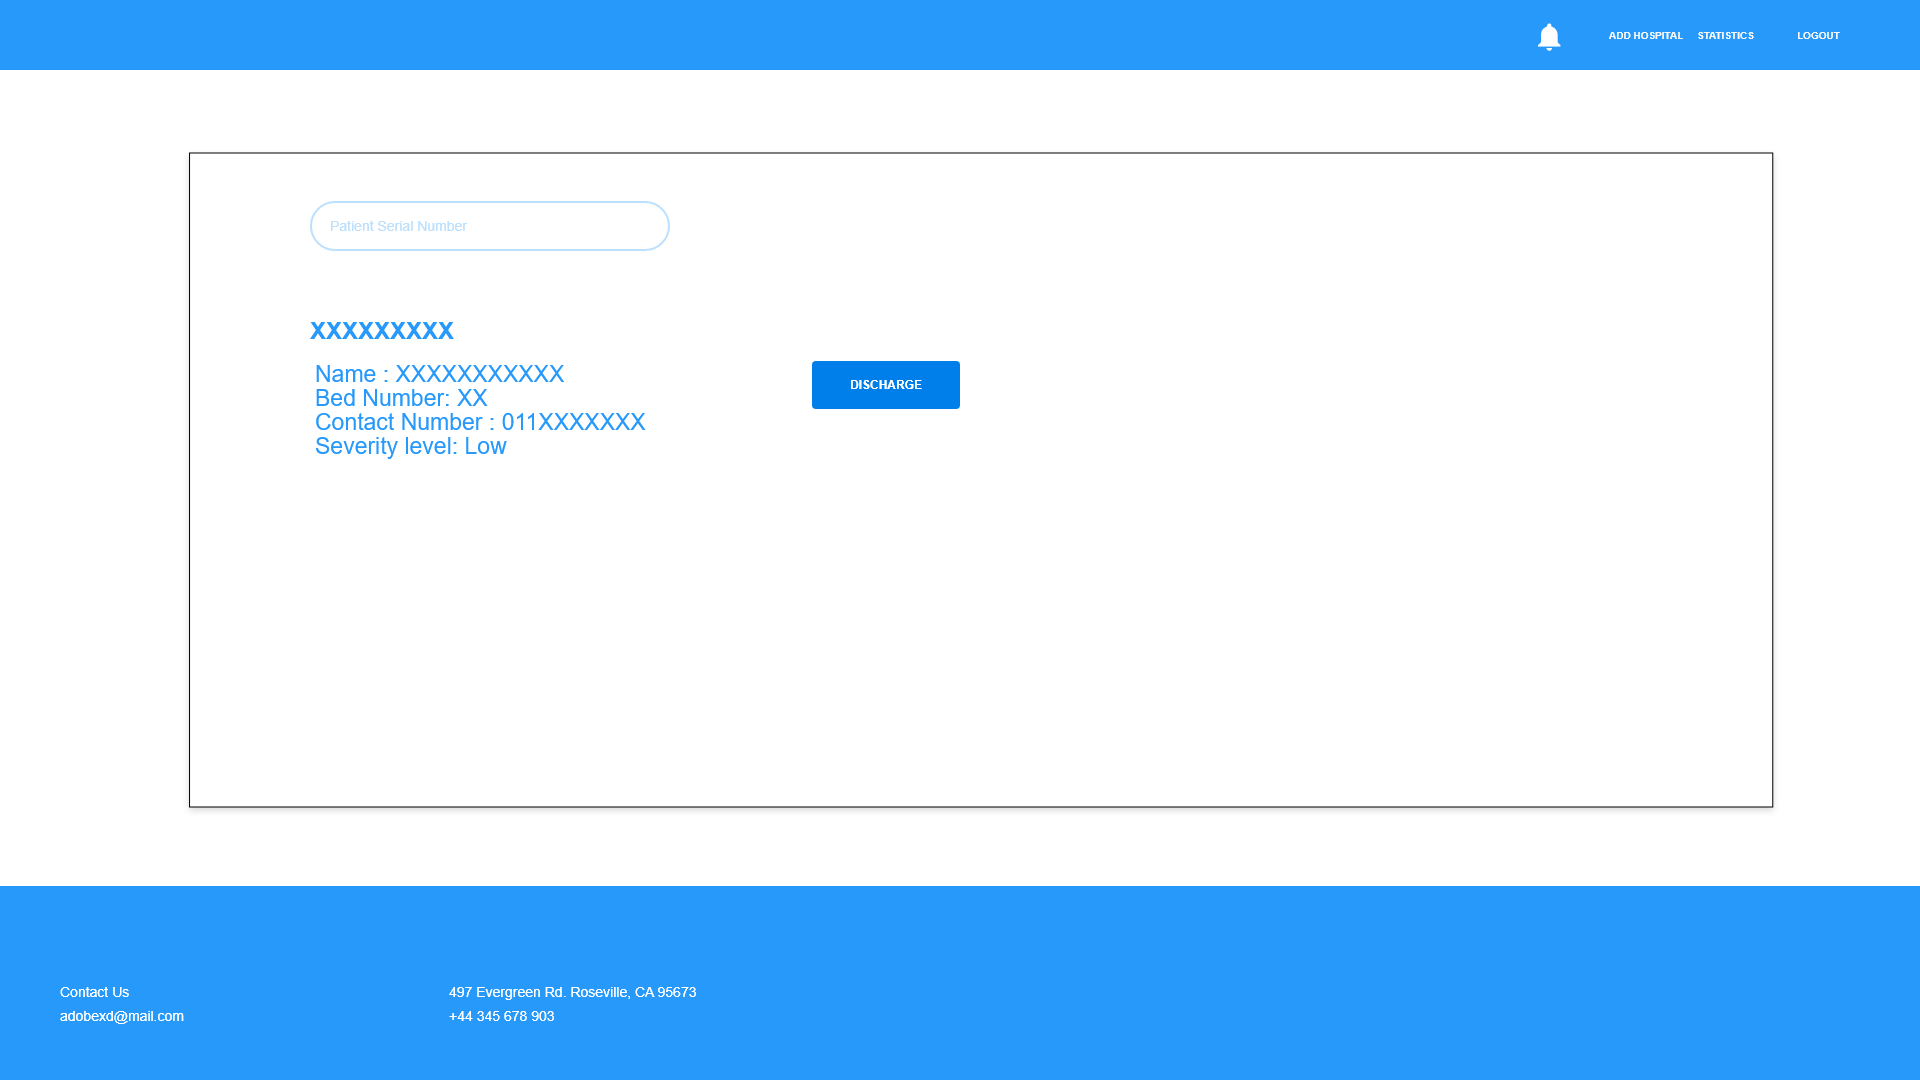 ADD HOSPITAL STATISTICS LOGOUT
Patient Serial Number
XXXXXXXXX
Name : XXXXXXXXXXX
Bed Number: XX
Contact Number : 011XXXXXXX
Severity level: Low
DISCHARGE
Contact Us
adobexd@mail.com
497 Evergreen Rd. Roseville, CA 95673
+44 345 678 903